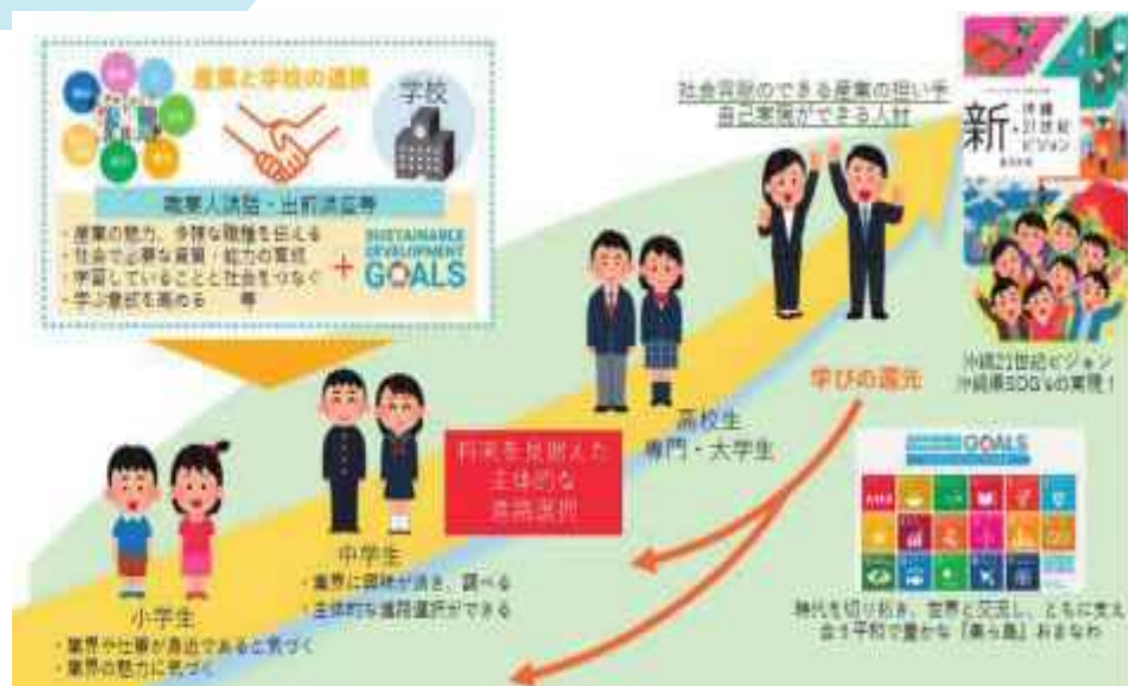 産業と学校の連携
学校
職業人講話・出前講座等
・産業の魅力、多様な職種を伝える
・社会で必要な資質・能力の育成
・学習していることと社会をつなぐ
・学ぶ意欲を高める 等
+
SUSTAINABLE
DEVELOPMENT
GOALS
社会貢献のできる産業の担い手
自己実現ができる人材
新・沖縄
21世紀
ビジョン
沖縄21世紀ビジョン
沖縄県SDG'sの実現!
学びの還元
高校生
専門・大学生
将来を見据えた
主体的な
進路選択
中学生
・業界に興味が湧き、調べる
・主体的な進路選択ができる
小学生
・業界や仕事が身近であると気づく
・業界の魅力に気づく
GOALS
時代を切り拓き、世界と交流し、ともに支え
合う平和で豊かな「美ら島」おきなわ